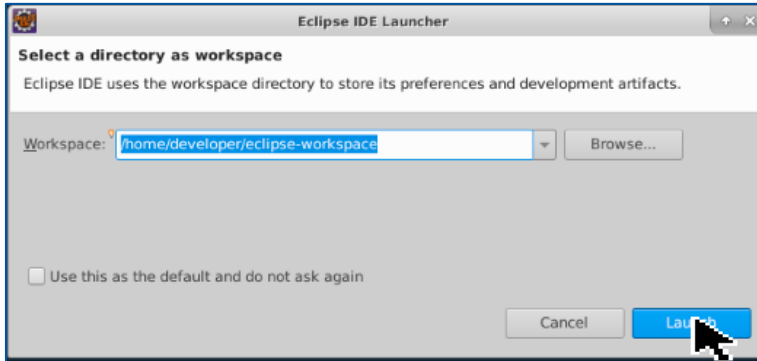 Eclipse IDE Launcher
Select a directory as workspace
Eclipse IDE uses the workspace directory to store its preferences and development artifacts.
Workspace: /home/developer/eclipse-workspace Browse...
Use this as the default and do not ask again
Cancel Launch